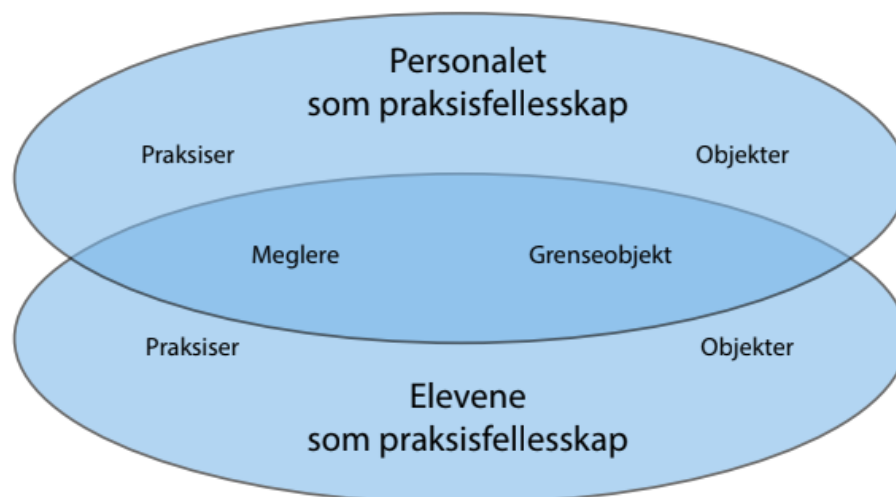 Personalet
som praksisfellesskap
Praksiser
Objekter
Meglere
Grenseobjekt
Praksiser
Objekter
Elevene
som praksisfellesskap